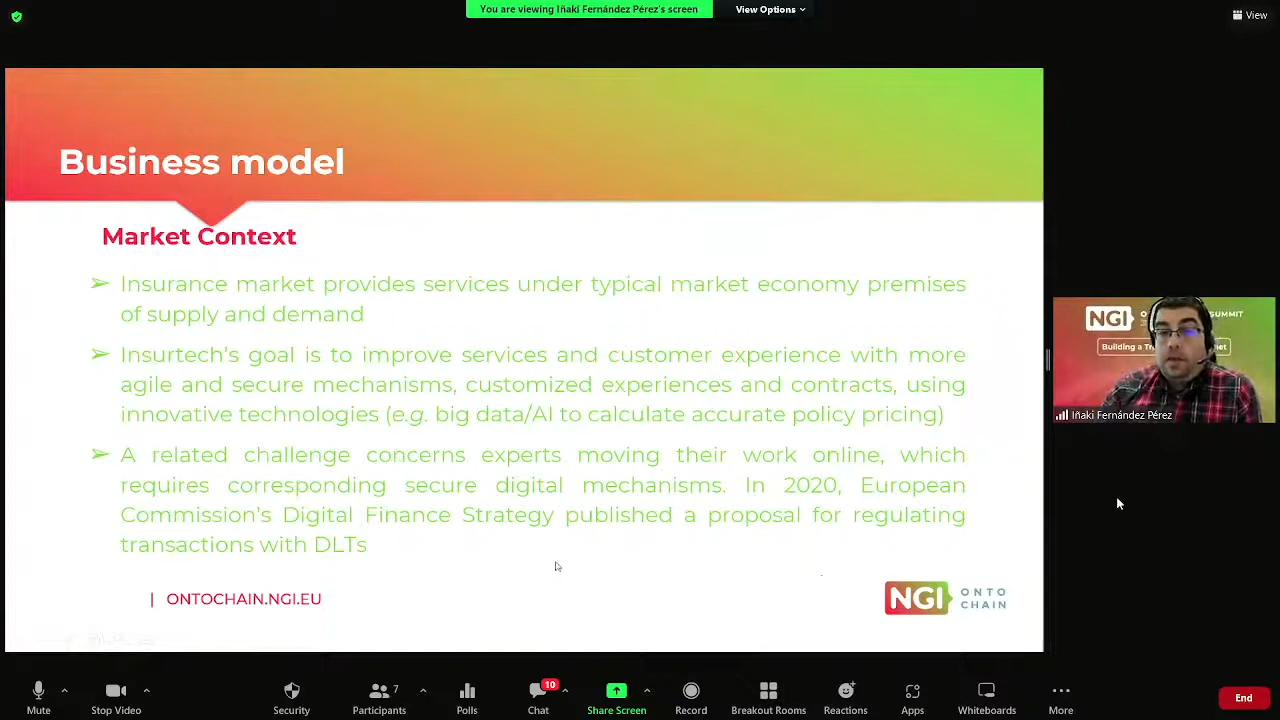 You are viewing Iñaki Fernández Pérez's screen
View Options
View
Business model
Market Context
➢ Insurance market provides services under typical market economy premises
of supply and demand
➢ Insurtech's goal is to improve services and customer experience with more
agile and secure mechanisms, customized experiences and contracts, using
innovative technologies (e.g. big data/AI to calculate accurate policy pricing)
➢ A related challenge concerns experts moving their work online, which
requires corresponding secure digital mechanisms. In 2020, European
Commission's Digital Finance Strategy published a proposal for regulating
transactions with DLTs
| ONTOCHAIN.NGI.EU
NGI ONTO
CHAIN
NGI SUMMIT
Building a
Iñaki Fernández Pérez
Mute
Stop Video
Security
Participants 7
Polls
Chat 10
Share Screen
Record
Breakout Rooms
Reactions
Apps
Whiteboards
More
End